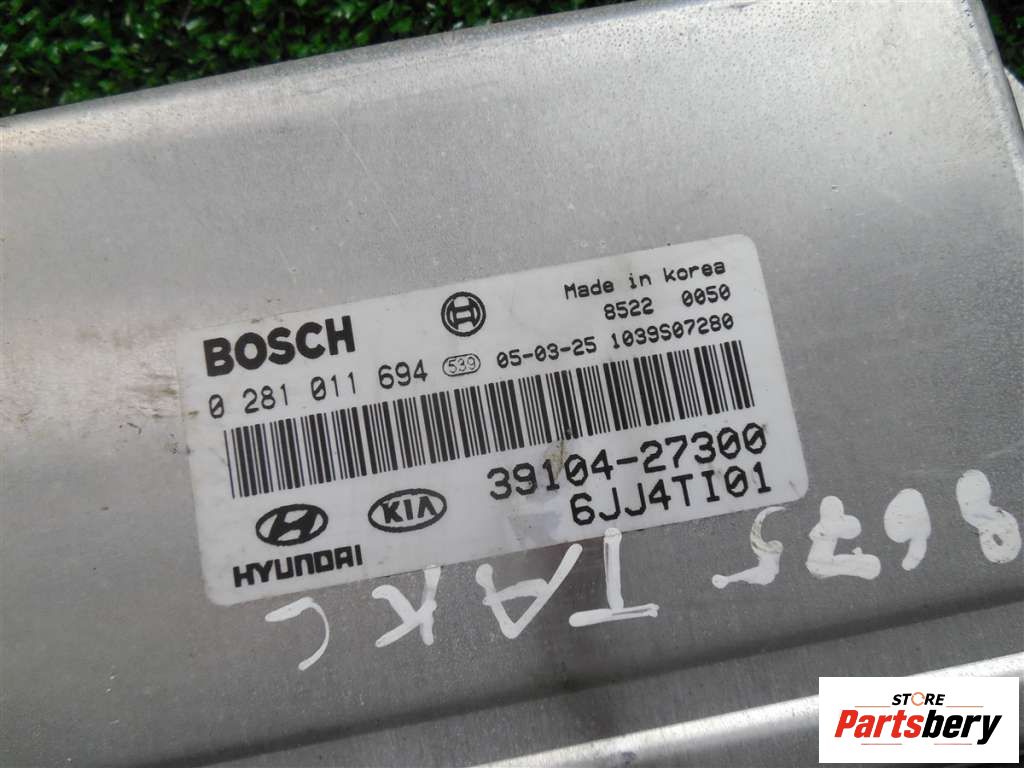 Made in korea
8522 0050
BOSCH
0 281 011 694 539 05-03-25 1039S07280
39104-27300
6JJ4TI01
HYUNDAI
KIA
8675
TAKC
STORE
Partsbery